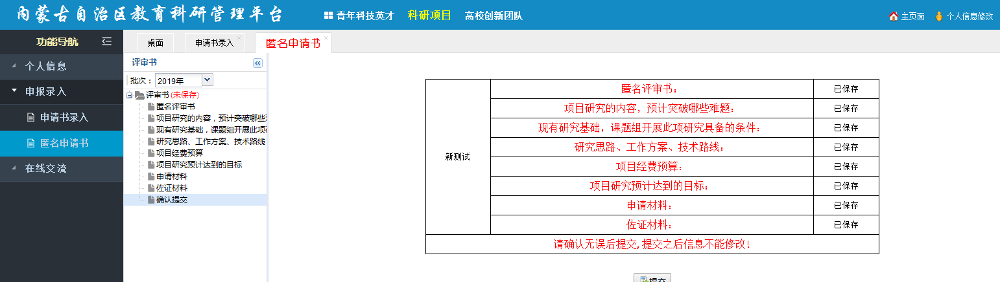 内蒙古自治区教育科研管理平台
青年科技英才 科研项目 高校创新团队
主页面 个人信息修改
功能导航
个人信息
申报录入
申请书录入
匿名申请书
在线交流
桌面 申请书录入 匿名申请书
评审书
批次： 2019年
评审书 (未保存)
匿名评审书
项目研究的内容，预计突破哪些
现有研究基础，课题组开展此项
研究思路、工作方案、技术路线
项目经费预算
项目研究预计达到的目标
申请材料
佐证材料
确认提交
新测试
匿名评审书： 已保存
项目研究的内容，预计突破哪些难题： 已保存
现有研究基础，课题组开展此项研究具备的条件： 已保存
研究思路、工作方案、技术路线： 已保存
项目经费预算： 已保存
项目研究预计达到的目标： 已保存
申请材料： 已保存
佐证材料： 已保存
请确认无误后提交,提交之后信息不能修改!
提交